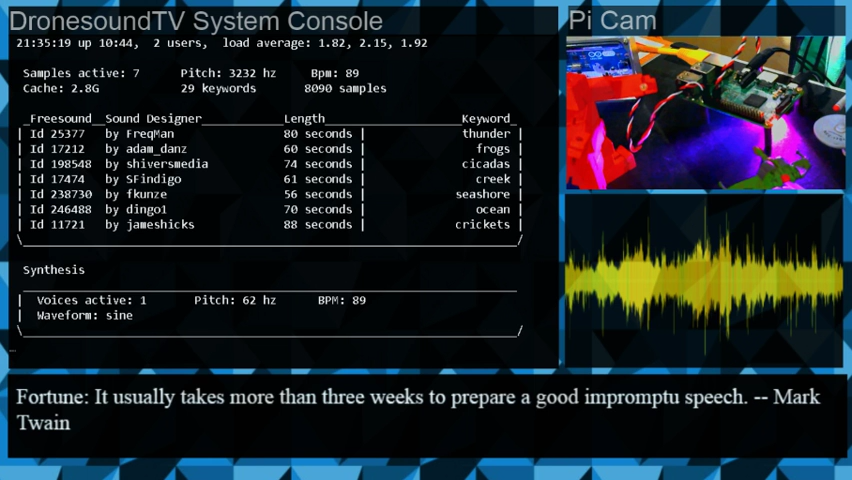 DronesoundTV System Console
Pi Cam
21:35:19 up 10:44, 2 users, load average: 1.82, 2.15, 1.92
Samples active: 7 Pitch: 3232 hz Bpm: 89
Cache: 2.8G 29 keywords 8090 samples
_Freesound__Sound Designer___________Length____________________Keyword_
| Id 25377 by FreqMan 80 seconds | thunder |
| Id 17212 by adam_danz 60 seconds | frogs |
| Id 198548 by shiversmedia 74 seconds | cicadas |
| Id 17474 by SFindigo 61 seconds | creek |
| Id 238730 by fkunze 56 seconds | seashore |
| Id 246488 by dingo1 70 seconds | ocean |
| Id 11721 by jameshicks 88 seconds | crickets |
Synthesis
| Voices active: 1 Pitch: 62 hz BPM: 89
| Waveform: sine
Fortune: It usually takes more than three weeks to prepare a good impromptu speech. -- Mark
Twain